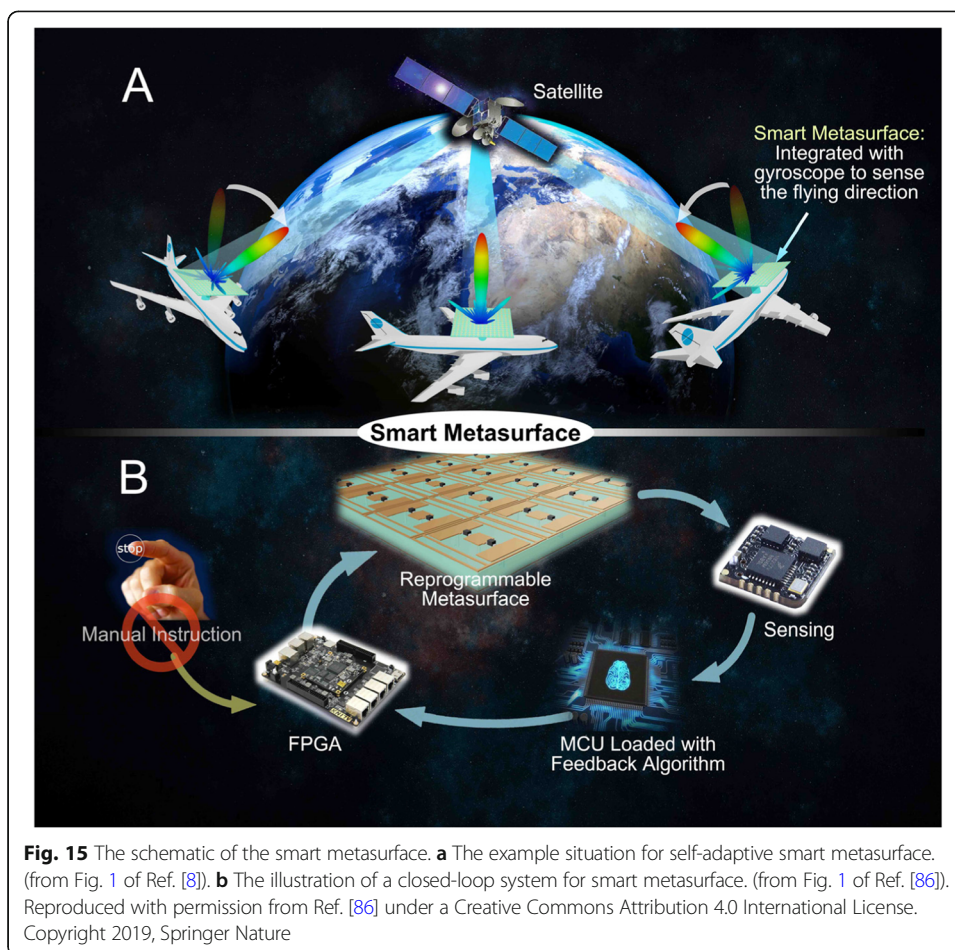 A
Satellite
Smart Metasurface:
Integrated with
gyroscope to sense
the flying direction
Smart Metasurface
B
stop
Reprogrammable
Metasurface
Manual Instruction
Sensing
FPGA
MCU Loaded with
Feedback Algorithm
Fig. 15 The schematic of the smart metasurface. a The example situation for self-adaptive smart metasurface.
(from Fig. 1 of Ref. [8]). b The illustration of a closed-loop system for smart metasurface. (from Fig. 1 of Ref. [86]).
Reproduced with permission from Ref. [86] under a Creative Commons Attribution 4.0 International License.
Copyright 2019, Springer Nature